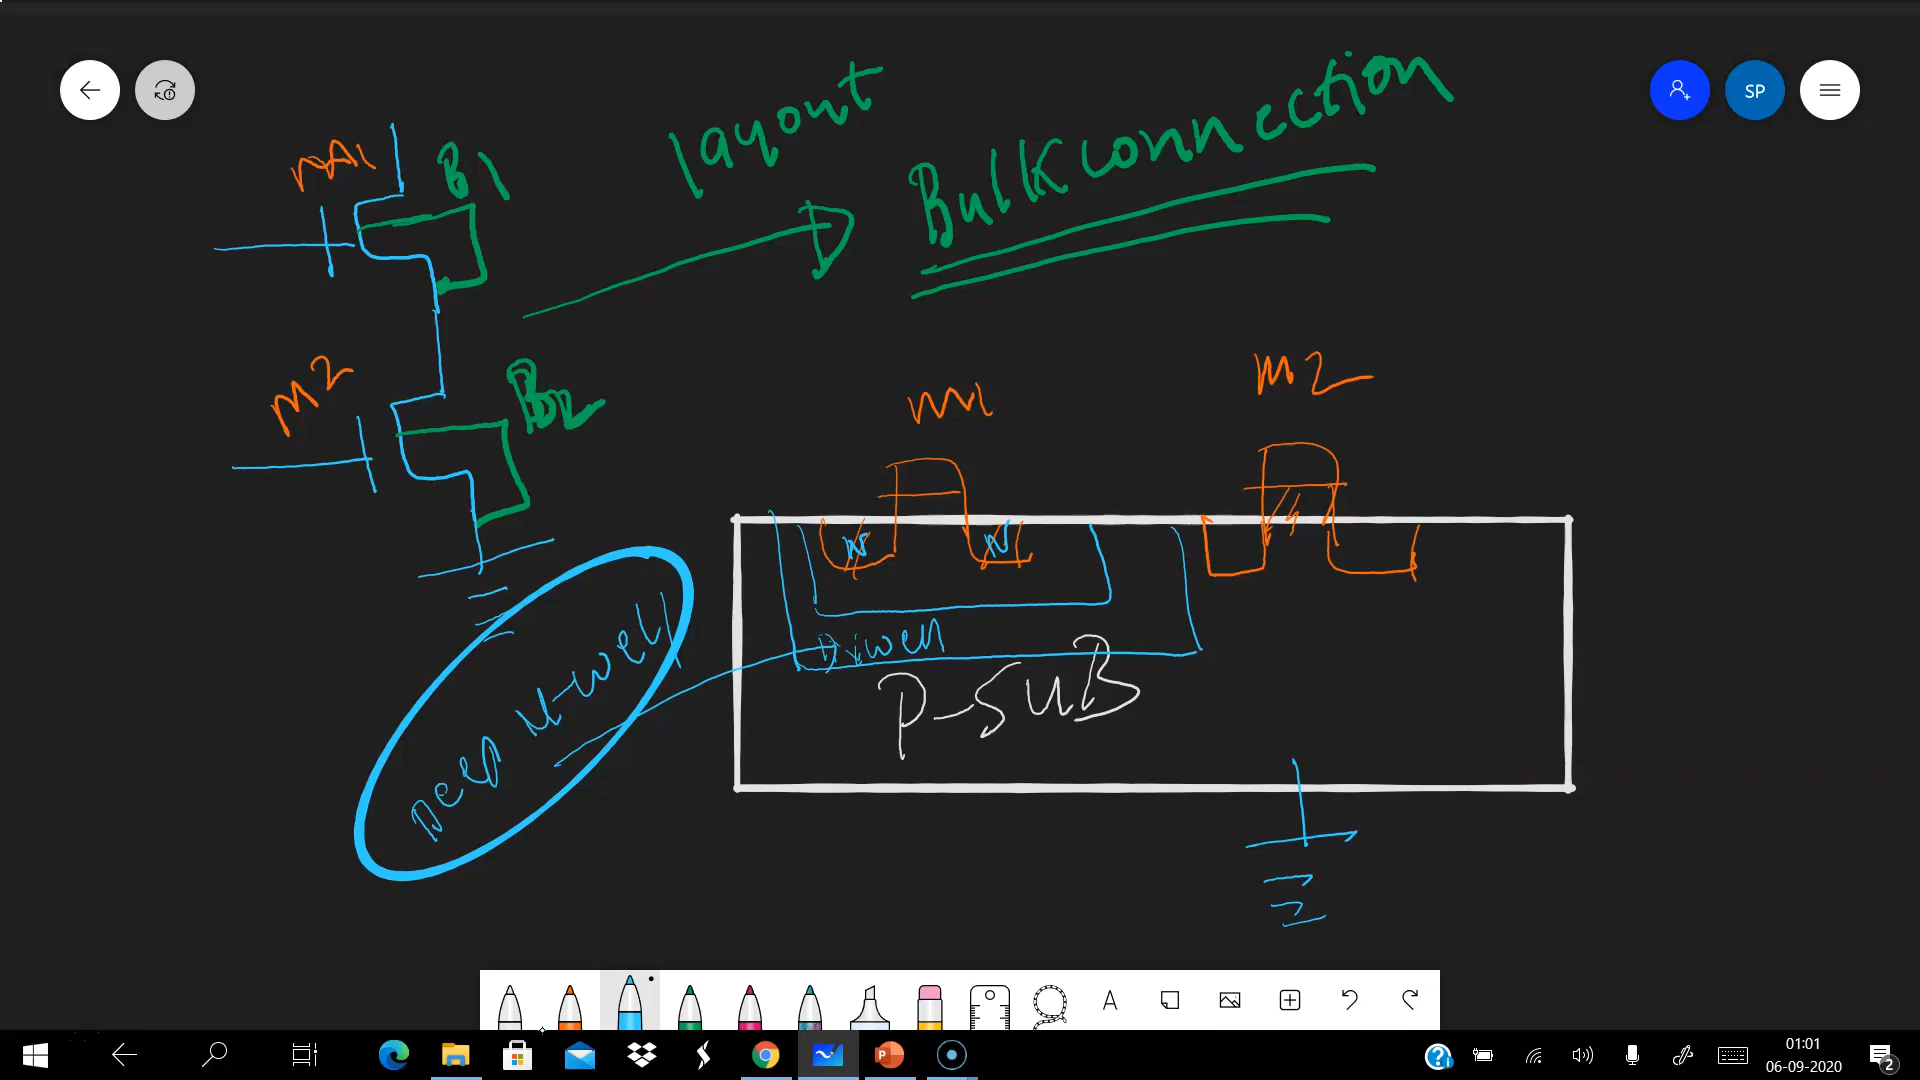 layout
Bulk connection
SP
M1
B1
M2
B2
M1
M2
N N
D.N.well
P-SUB
Deep N-well
A
01:01
06-09-2020
2